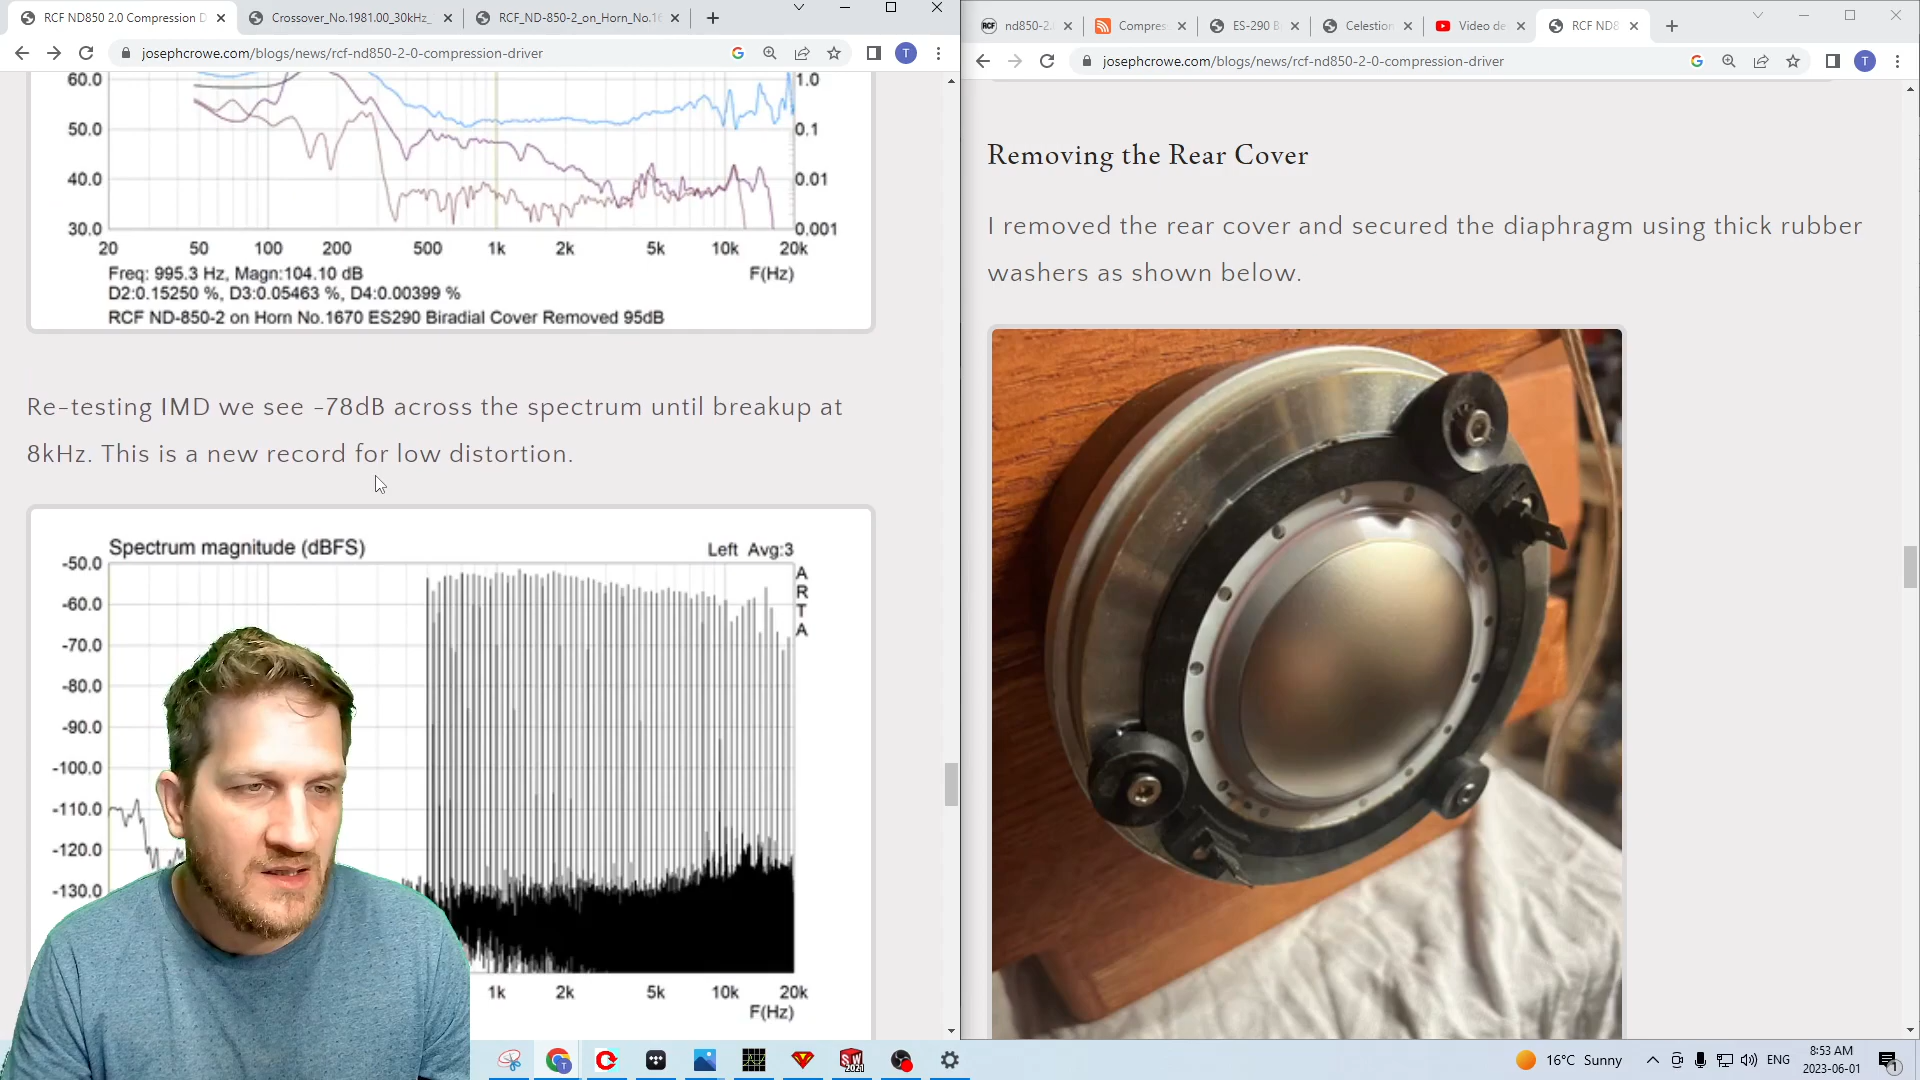 RCF ND850 2.0 Compression D
Crossover_No.1981.00_30kHz_
RCF_ND-850-2_on_Horn_No.16
josephcrowe.com/blogs/news/rcf-nd850-2-0-compression-driver
T
60.0
50.0
40.0
30.0
1.0
0.1
0.01
0.001
20 50 100 200 500 1k 2k 5k 10k 20k
Freq: 995.3 Hz, Magn:104.10 dB F(Hz)
D2:0.15250 %, D3:0.05463 %, D4:0.00399 %
RCF ND-850-2 on Horn No.1670 ES290 Biradial Cover Removed 95dB
Re-testing IMD we see -78dB across the spectrum until breakup at
8kHz. This is a new record for low distortion.
Spectrum magnitude (dBFS) Left Avg:3
-50.0
-60.0
-70.0
-80.0
-90.0
-100.0
-110.0
-120.0
-130.0
A
R
T
A
1k 2k 5k 10k 20k
F(Hz)
RCF nd850-2.
Compres
ES-290 B
Celestion
Video de
RCF ND8
josephcrowe.com/blogs/news/rcf-nd850-2-0-compression-driver
T
Removing the Rear Cover
I removed the rear cover and secured the diaphragm using thick rubber
washers as shown below.
SW
2021
16°C Sunny
ENG
8:53 AM
2023-06-01
1